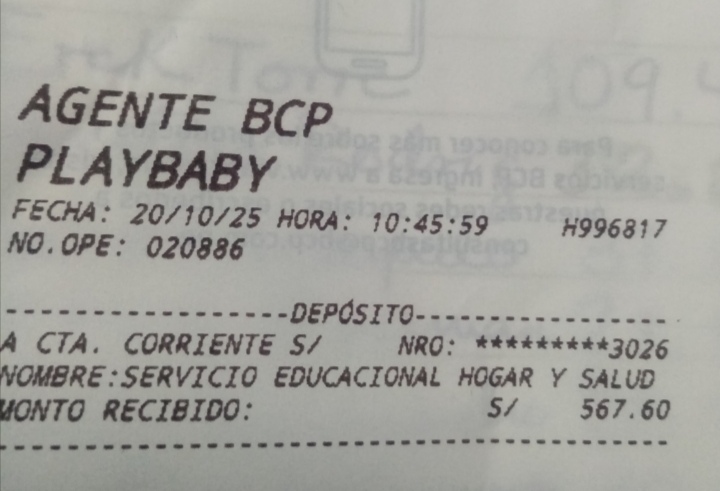 AGENTE BCP
PLAYBABY
FECHA: 20/10/25 HORA: 10:45:59 H996817
NO.OPE: 020886
------------------DEPÓSITO------------------
A CTA. CORRIENTE S/ NRO: *********3026
NOMBRE:SERVICIO EDUCACIONAL HOGAR Y SALUD
MONTO RECIBIDO: S/ 567.60
--------------------------------------------